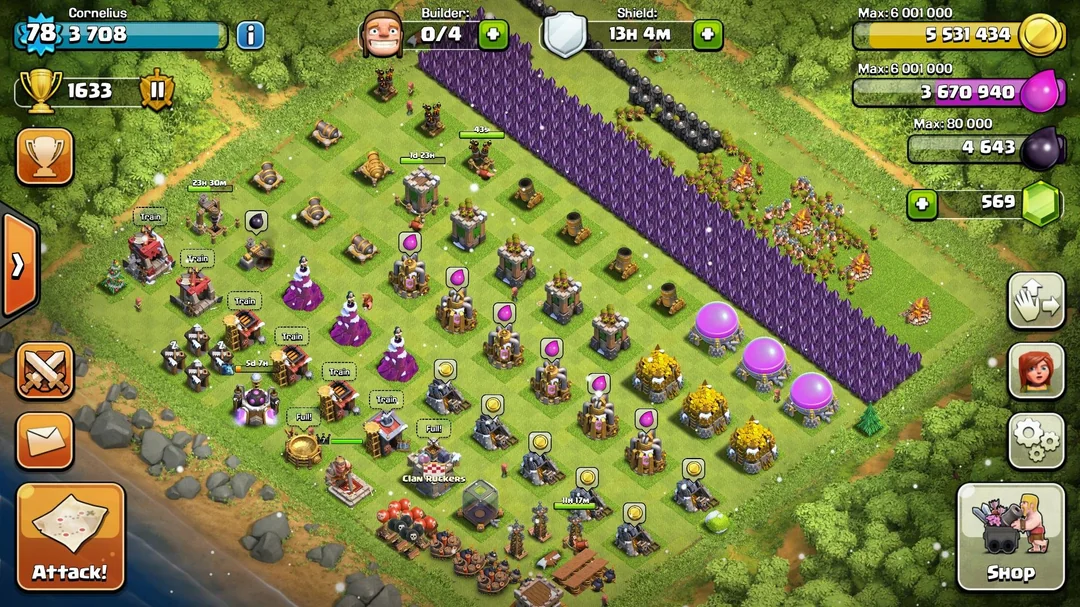 Cornelius
78
3 708
Builder:
0/4
Shield:
13h 4m
Max: 6 001 000
5 531 434
1633
Max: 6 001 000
3 670 940
Max: 80 000
4 643
569
43s
1d 23h
23h 30m
Train
Train
Train
Train
5d 7h
Train
Train
Full!
Full!
Clan Ruckers
11h 17m
Attack!
Shop